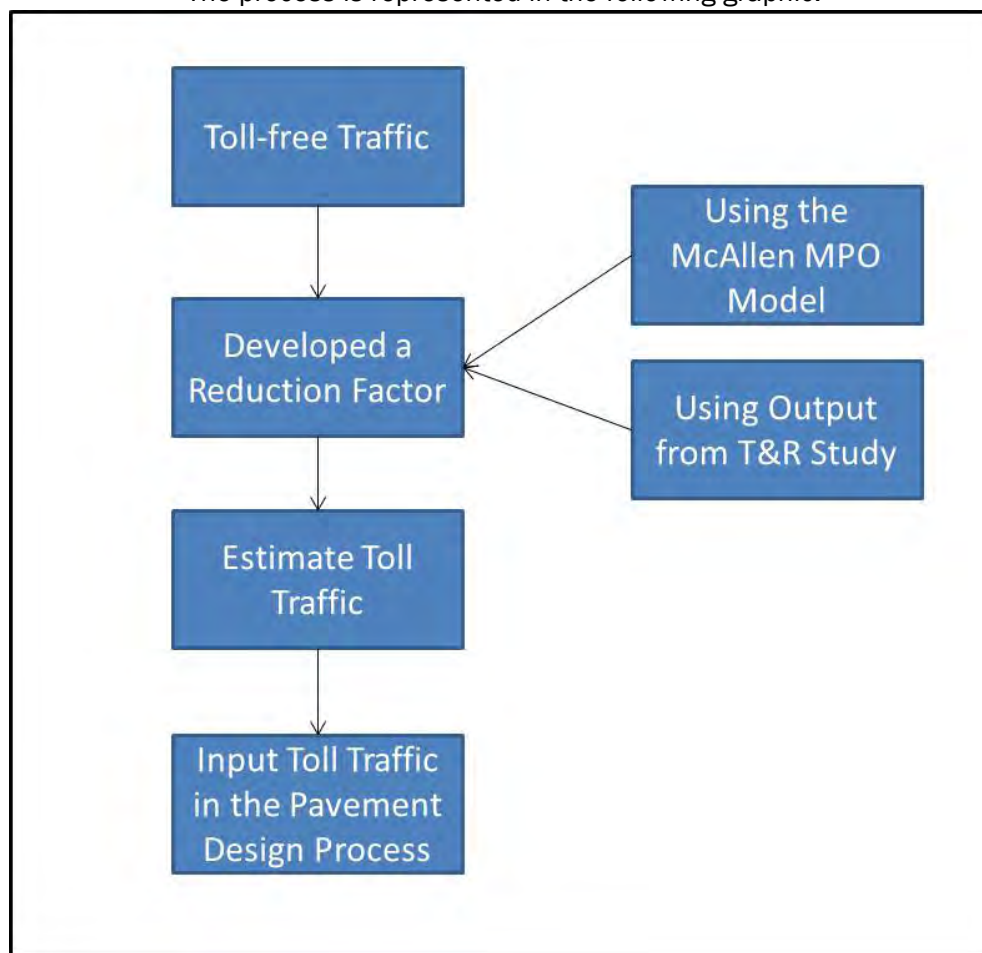 The process is represented in the following graphic.
Toll-free Traffic
Using the
McAllen MPO
Model
Developed a
Reduction Factor
Using Output
from T&R Study
Estimate Toll
Traffic
Input Toll Traffic
in the Pavement
Design Process